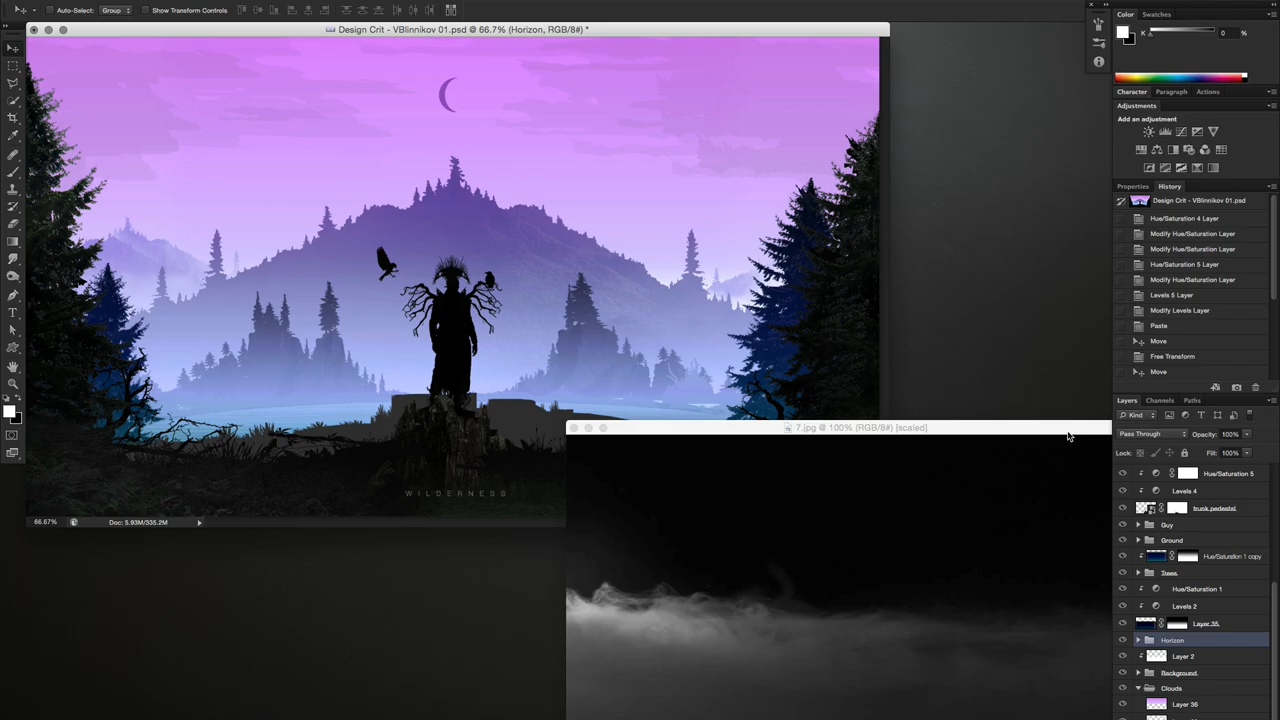 Auto-Select: Group Show Transform Controls
Design Crit - VBlinnikov 01.psd @ 66.7% (Horizon, RGB/8#) *
WILDERNESS
66.67% Doc: 5.93M/335.2M
7.jpg @ 100% (RGB/8#) [scaled]
Color Swatches
K 0 %
Character Paragraph Actions
Adjustments
Add an adjustment
Properties History
Design Crit - VBlinnikov 01.psd
Hue/Saturation 4 Layer
Modify Hue/Saturation Layer
Modify Hue/Saturation Layer
Hue/Saturation 5 Layer
Modify Hue/Saturation Layer
Levels 5 Layer
Modify Levels Layer
Paste
Move
Free Transform
Move
Layers Channels Paths
Kind
Pass Through Opacity: 100%
Lock: Fill: 100%
Hue/Saturation 5
Levels 4
trunk pedestal
Guy
Ground
Hue/Saturation 1 copy
Trees
Hue/Saturation 1
Levels 2
Layer 35
Horizon
Layer 2
Background
Clouds
Layer 36